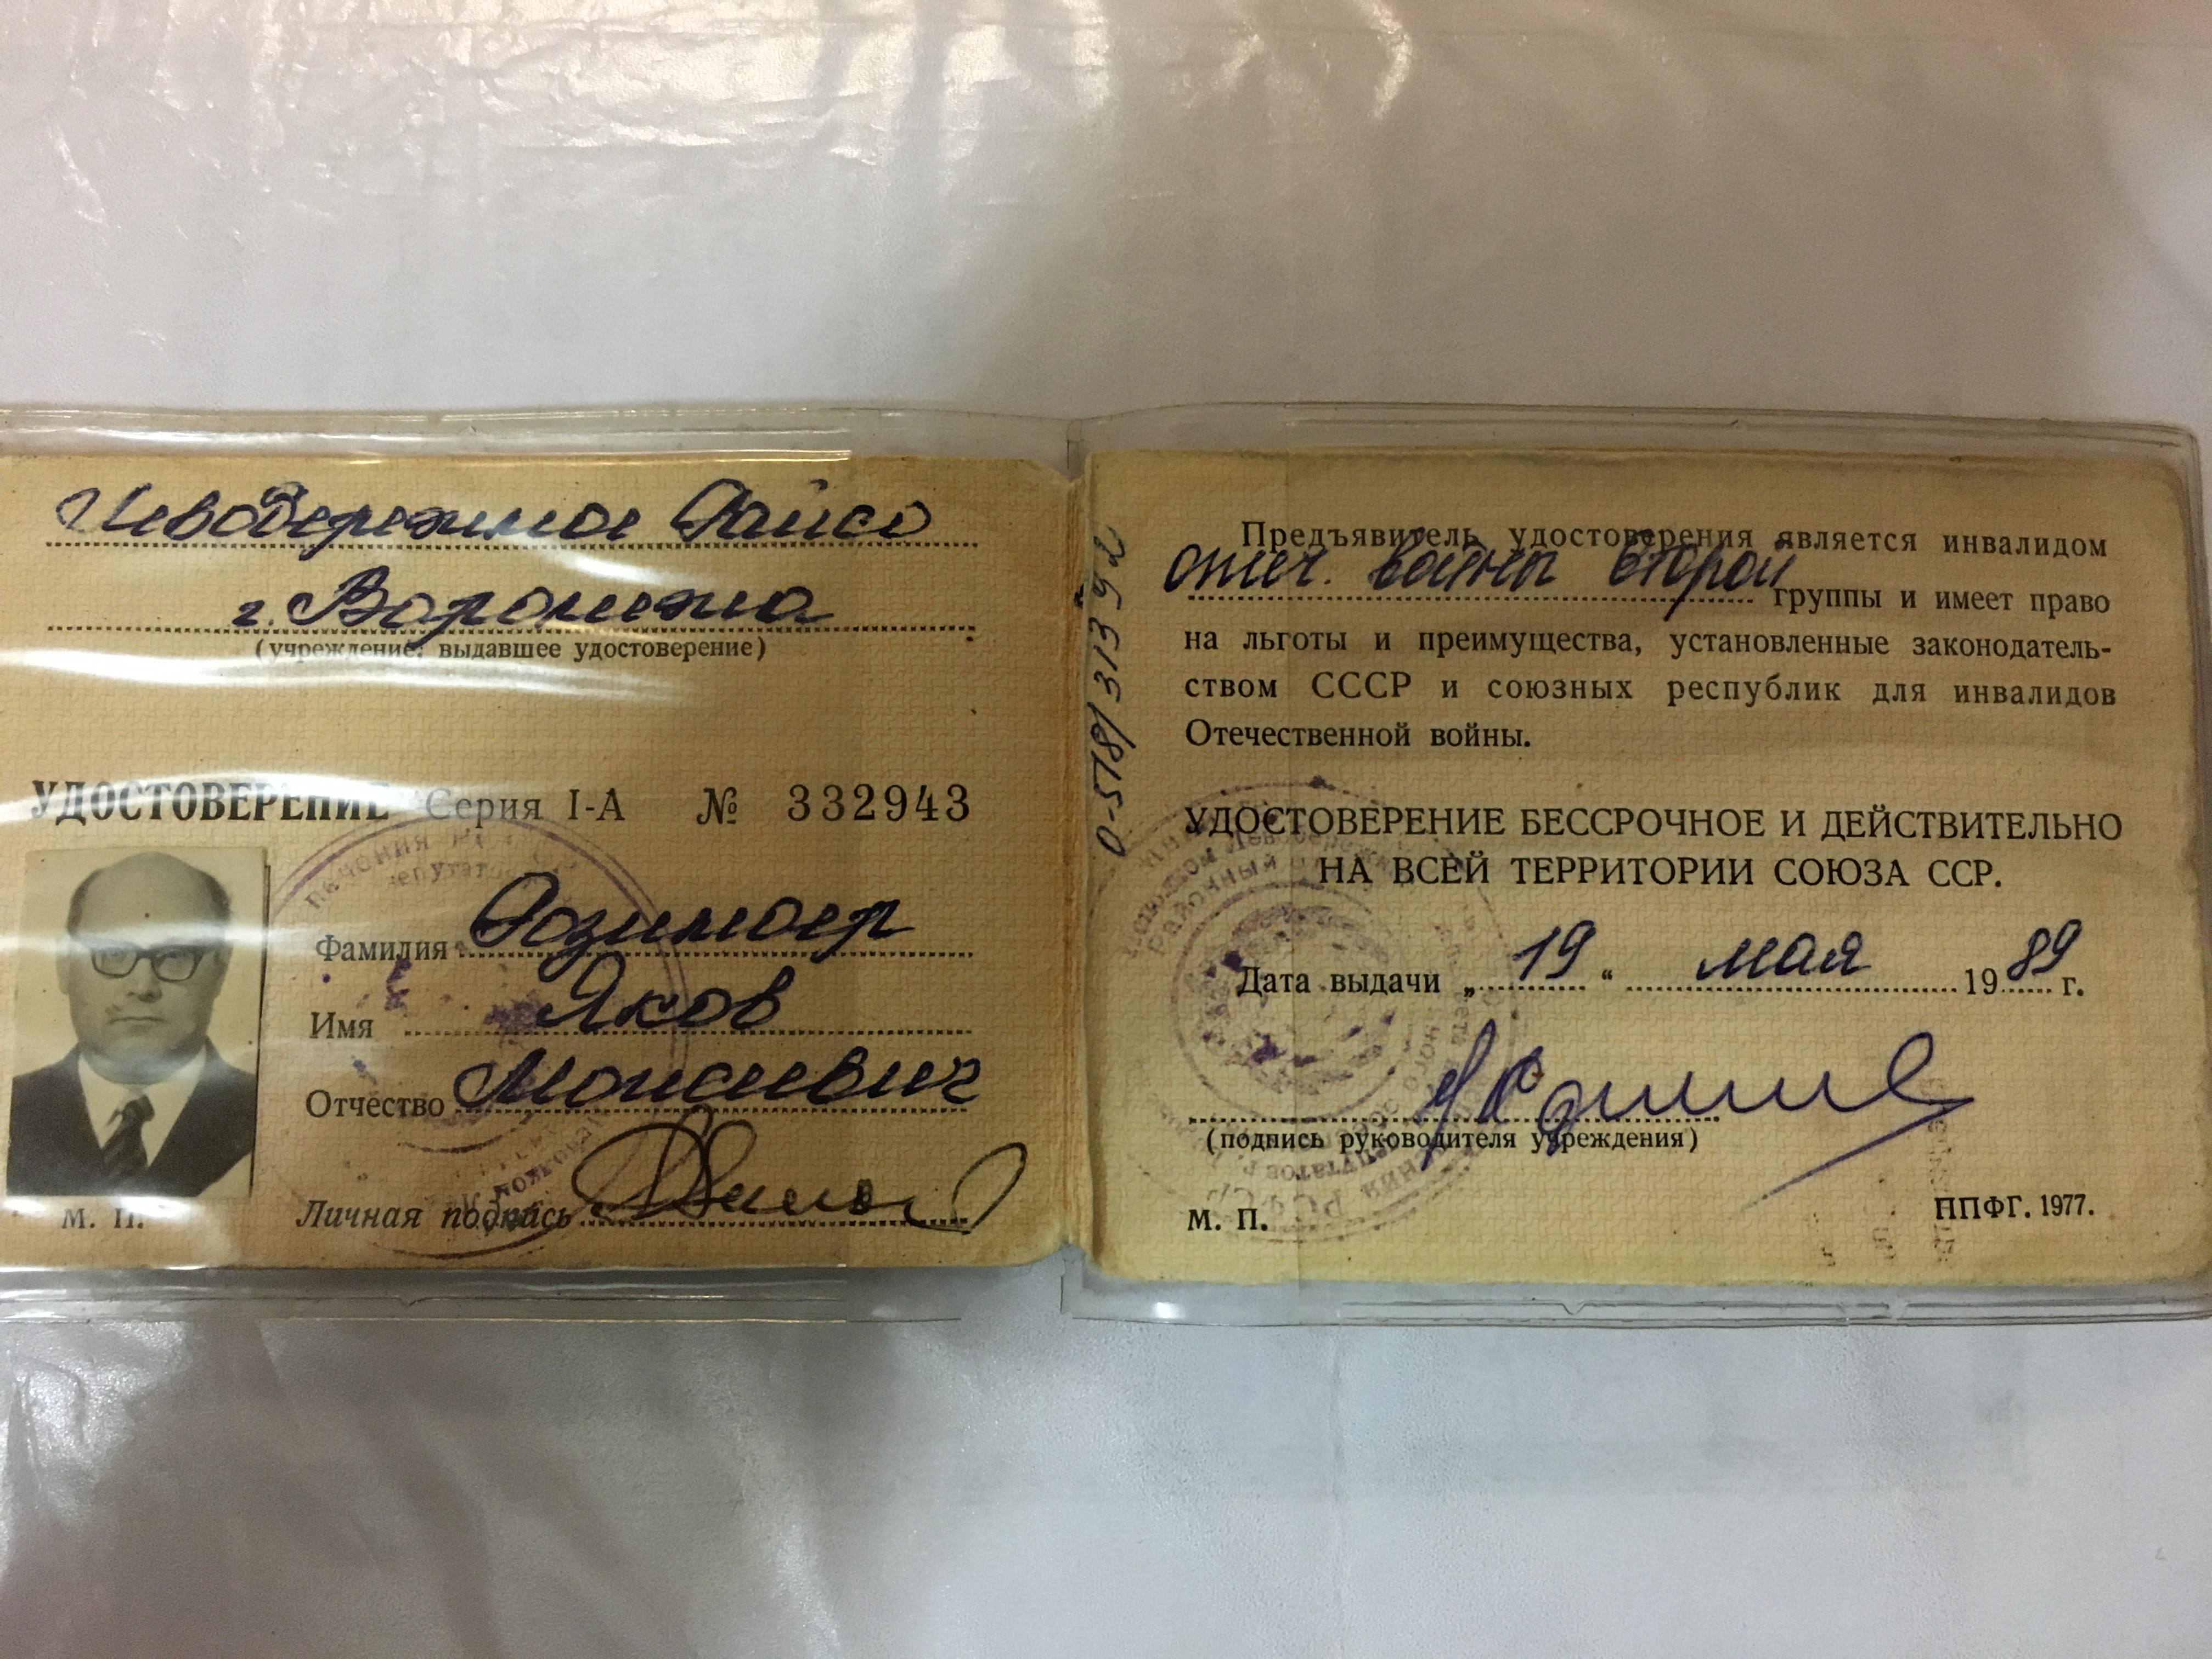 Левобережное Райсо
г. Воронежа
(учреждение, выдавшее удостоверение)
УДОСТОВЕРЕНИЕ Серия I-А № 332943
Фамилия
Имя Яков
Отчество Моисеевич
Личная подпись
М. П.
0-578/313
Предъявитель удостоверения является инвалидом
отеч. войны второй группы и имеет право
на льготы и преимущества, установленные законодатель-
ством СССР и союзных республик для инвалидов
Отечественной войны.
УДОСТОВЕРЕНИЕ БЕССРОЧНОЕ И ДЕЙСТВИТЕЛЬНО
НА ВСЕЙ ТЕРРИТОРИИ СОЮЗА ССР.
Дата выдачи „ 19 “ мая 1989 г.
(подпись руководителя учреждения)
М. П.
ППФГ. 1977.